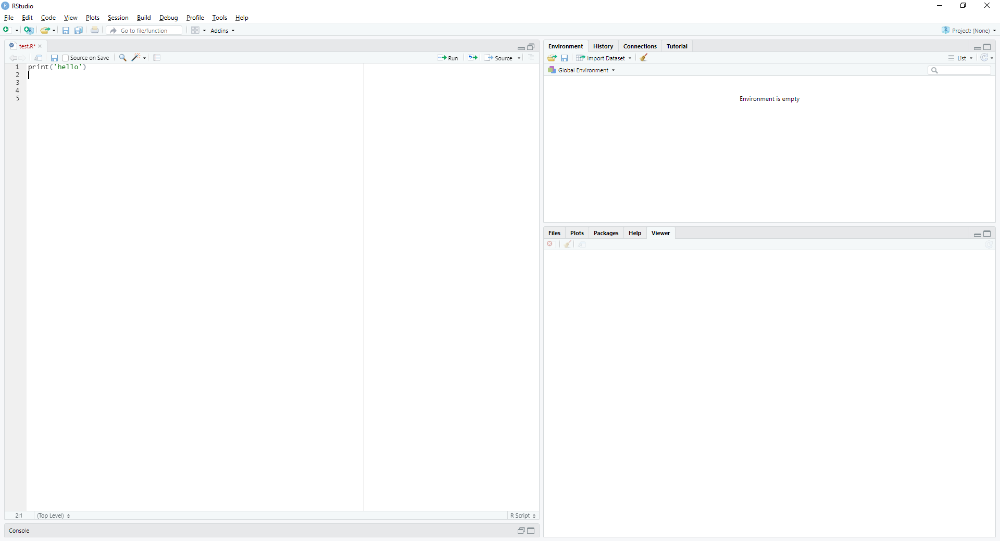 RStudio
File Edit Code View Plots Session Build Debug Profile Tools Help
Go to file/function Addins Project: (None)
test.R*
Source on Save Run Source
1 print('hello')
2
3
4
5
2:1 (Top Level) R Script
Console
Environment History Connections Tutorial
Import Dataset List
Global Environment
Environment is empty
Files Plots Packages Help Viewer